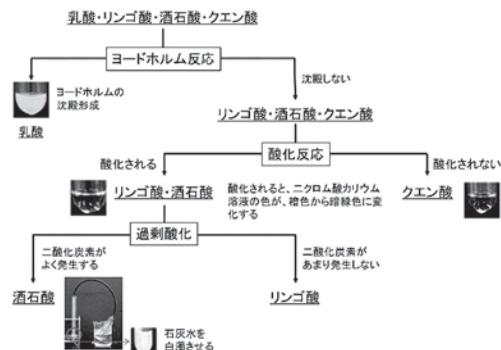 乳酸・リンゴ酸・酒石酸・クエン酸
ヨードホルム反応
ヨードホルムの
沈殿形成
乳酸
沈殿しない
リンゴ酸・酒石酸・クエン酸
酸化反応
酸化される
酸化されない
リンゴ酸・酒石酸
酸化されると、ニクロム酸カリウム
溶液の色が、橙色から暗緑色に変
化する
クエン酸
過剰酸化
二酸化炭素が
よく発生する
二酸化炭素が
あまり発生しない
酒石酸
リンゴ酸
石灰水を
白濁させる